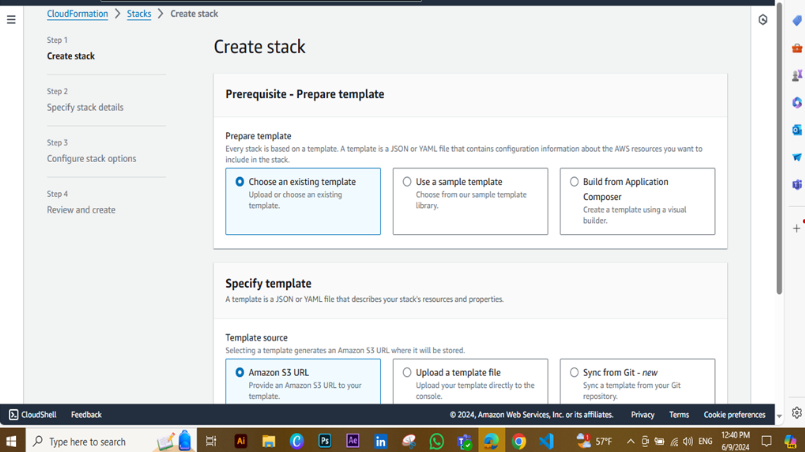 CloudFormation > Stacks > Create stack
Step 1
Create stack
Step 2
Specify stack details
Step 3
Configure stack options
Step 4
Review and create
Create stack
Prerequisite - Prepare template
Prepare template
Every stack is based on a template. A template is a JSON or YAML file that contains configuration information about the AWS resources you want to
include in the stack.
Choose an existing template
Upload or choose an existing
template.
Use a sample template
Choose from our sample template
library.
Build from Application
Composer
Create a template using a visual
builder.
Specify template
A template is a JSON or YAML file that describes your stack's resources and properties.
Template source
Selecting a template generates an Amazon S3 URL where it will be stored.
Amazon S3 URL
Provide an Amazon S3 URL to your
template.
Upload a template file
Upload your template directly to the
console.
Sync from Git - new
Sync a template from your Git
repository.
CloudShell Feedback © 2024, Amazon Web Services, Inc. or its affiliates. Privacy Terms Cookie preferences
Type here to search Ai Ps Ae in 57°F ENG
12:40 PM
6/9/2024